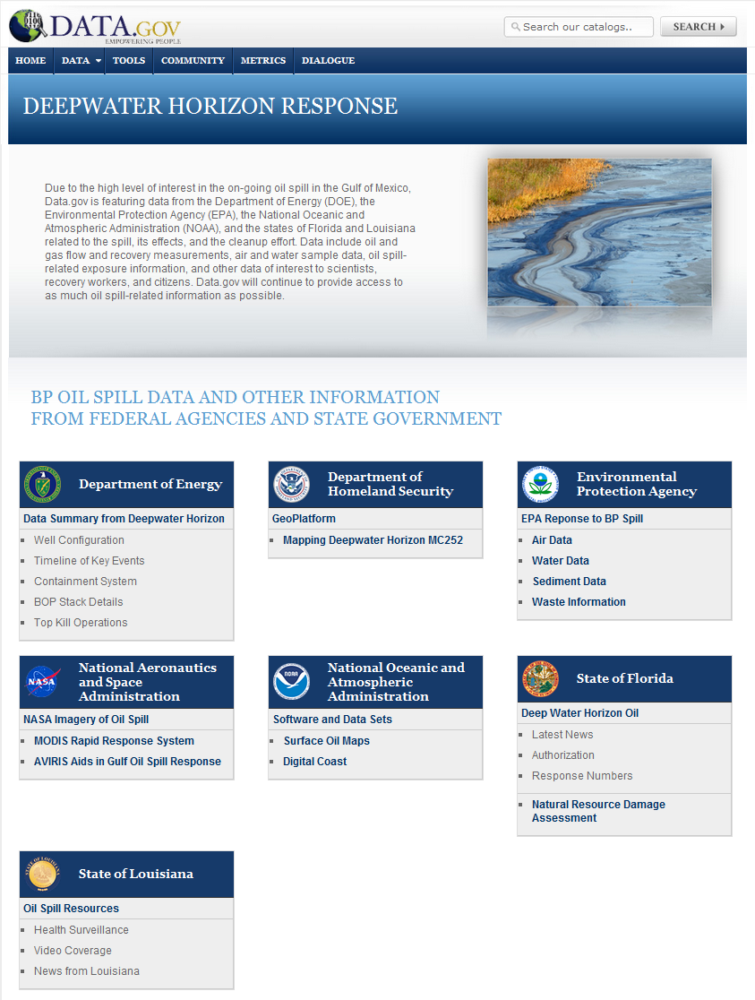 DATA.GOV
EMPOWERING PEOPLE
Search our catalogs..
SEARCH
HOME
DATA
TOOLS
COMMUNITY
METRICS
DIALOGUE
DEEPWATER HORIZON RESPONSE
Due to the high level of interest in the on-going oil spill in the Gulf of Mexico,
Data.gov is featuring data from the Department of Energy (DOE), the
Environmental Protection Agency (EPA), the National Oceanic and
Atmospheric Administration (NOAA), and the states of Florida and Louisiana
related to the spill, its effects, and the cleanup effort. Data include oil and
gas flow and recovery measurements, air and water sample data, oil spill-
related exposure information, and other data of interest to scientists,
recovery workers, and citizens. Data.gov will continue to provide access to
as much oil spill-related information as possible.
BP OIL SPILL DATA AND OTHER INFORMATION
FROM FEDERAL AGENCIES AND STATE GOVERNMENT
Department of Energy
Data Summary from Deepwater Horizon
Well Configuration
Timeline of Key Events
Containment System
BOP Stack Details
Top Kill Operations
Department of
Homeland Security
GeoPlatform
Mapping Deepwater Horizon MC252
Environmental
Protection Agency
EPA Reponse to BP Spill
Air Data
Water Data
Sediment Data
Waste Information
NASA
National Aeronautics
and Space
Administration
NASA Imagery of Oil Spill
MODIS Rapid Response System
AVIRIS Aids in Gulf Oil Spill Response
NOAA
National Oceanic and
Atmospheric
Administration
Software and Data Sets
Surface Oil Maps
Digital Coast
State of Florida
Deep Water Horizon Oil
Latest News
Authorization
Response Numbers
Natural Resource Damage
Assessment
STATE OF LOUISIANA
State of Louisiana
Oil Spill Resources
Health Surveillance
Video Coverage
News from Louisiana